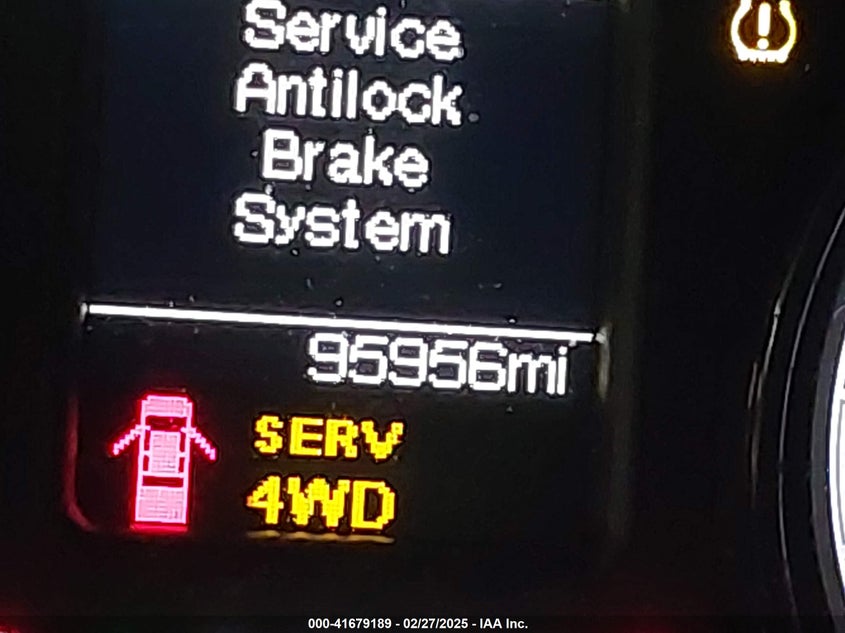 Service
Antilock
Brake
System
95956mi
SERV
4WD
000-41679189 - 02/27/2025 - IAA Inc.